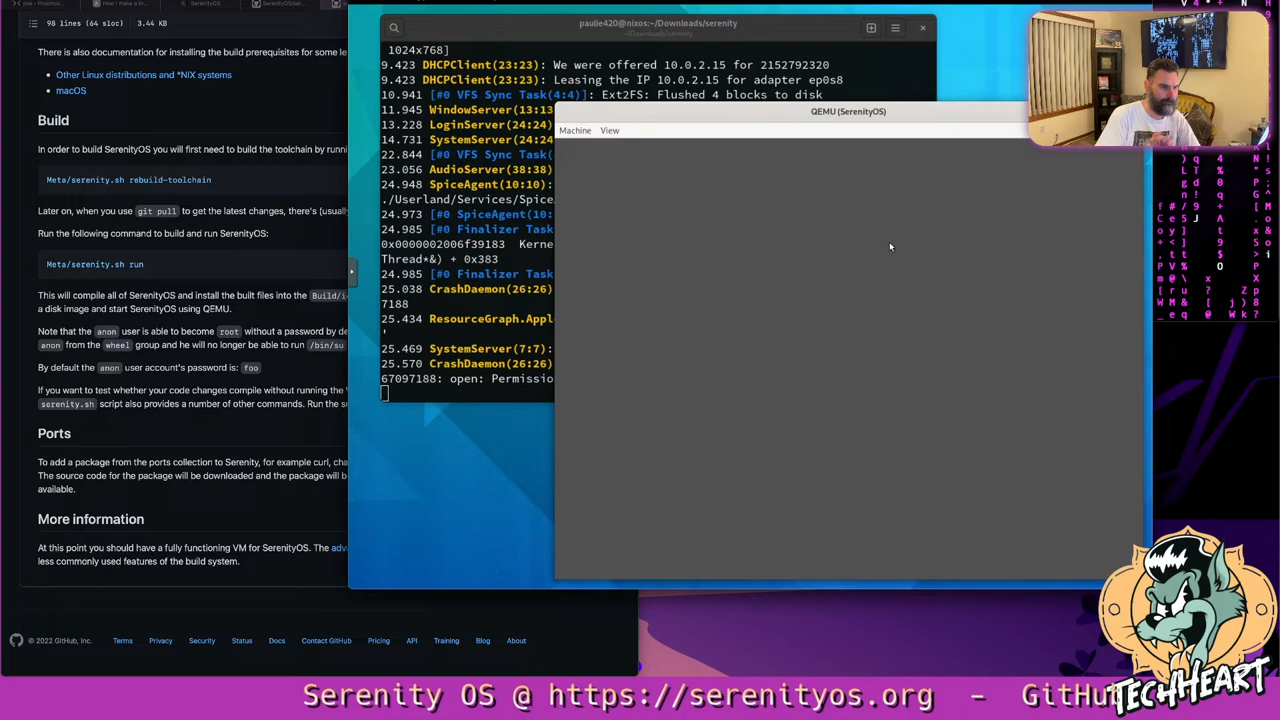 SerenityOS
98 lines (64 sloc)
3.44 KB
There is also documentation for installing the build prerequisites for some le
Other Linux distributions and *NIX systems
macOS
Build
In order to build SerenityOS you will first need to build the toolchain by runni
Meta/serenity.sh rebuild-toolchain
Later on, when you use git pull to get the latest changes, there's (usual
Run the following command to build and run SerenityOS:
Meta/serenity.sh run
This will compile all of SerenityOS and install the built files into the Build/i
a disk image and start SerenityOS using QEMU.
Note that the anon user is able to become root without a password by de
anon from the wheel group and he will no longer be able to run /bin/su
By default the anon user account's password is: foo
If you want to test whether your code changes compile without running the
serenity.sh script also provides a number of other commands. Run the sc
Ports
To add a package from the ports collection to Serenity, for example curl, cha
The source code for the package will be downloaded and the package will b
available.
More information
At this point you should have a fully functioning VM for SerenityOS. The adva
less commonly used features of the build system.
© 2022 GitHub, Inc.
Terms
Privacy
Security
Status
Docs
Contact GitHub
Pricing
API
Training
Blog
About
paulie420@nixos:~/Downloads/serenity
~/Downloads/serenity
1024x768]
9.423 DHCPClient(23:23): We were offered 10.0.2.15 for 2152792320
9.423 DHCPClient(23:23): Leasing the IP 10.0.2.15 for adapter ep0s8
10.941 [#0 VFS Sync Task(4:4)]: Ext2FS: Flushed 4 blocks to disk
11.945 WindowServer(13:13
13.228 LoginServer(24:24)
14.731 SystemServer(24:24
22.844 [#0 VFS Sync Task(
23.056 AudioServer(38:38)
24.948 SpiceAgent(10:10):
./Userland/Services/Spice
24.973 [#0 SpiceAgent(10:
24.985 [#0 Finalizer Task
0x0000002006f39183 Kerne
Thread*&) + 0x383
24.985 [#0 Finalizer Task
25.038 CrashDaemon(26:26)
7188
25.434 ResourceGraph.Appl
'
25.469 SystemServer(7:7):
25.570 CrashDaemon(26:26)
67097188: open: Permissio
QEMU (SerenityOS)
Machine View
Serenity OS @ https://serenityos.org - GitHu
TECHHEART